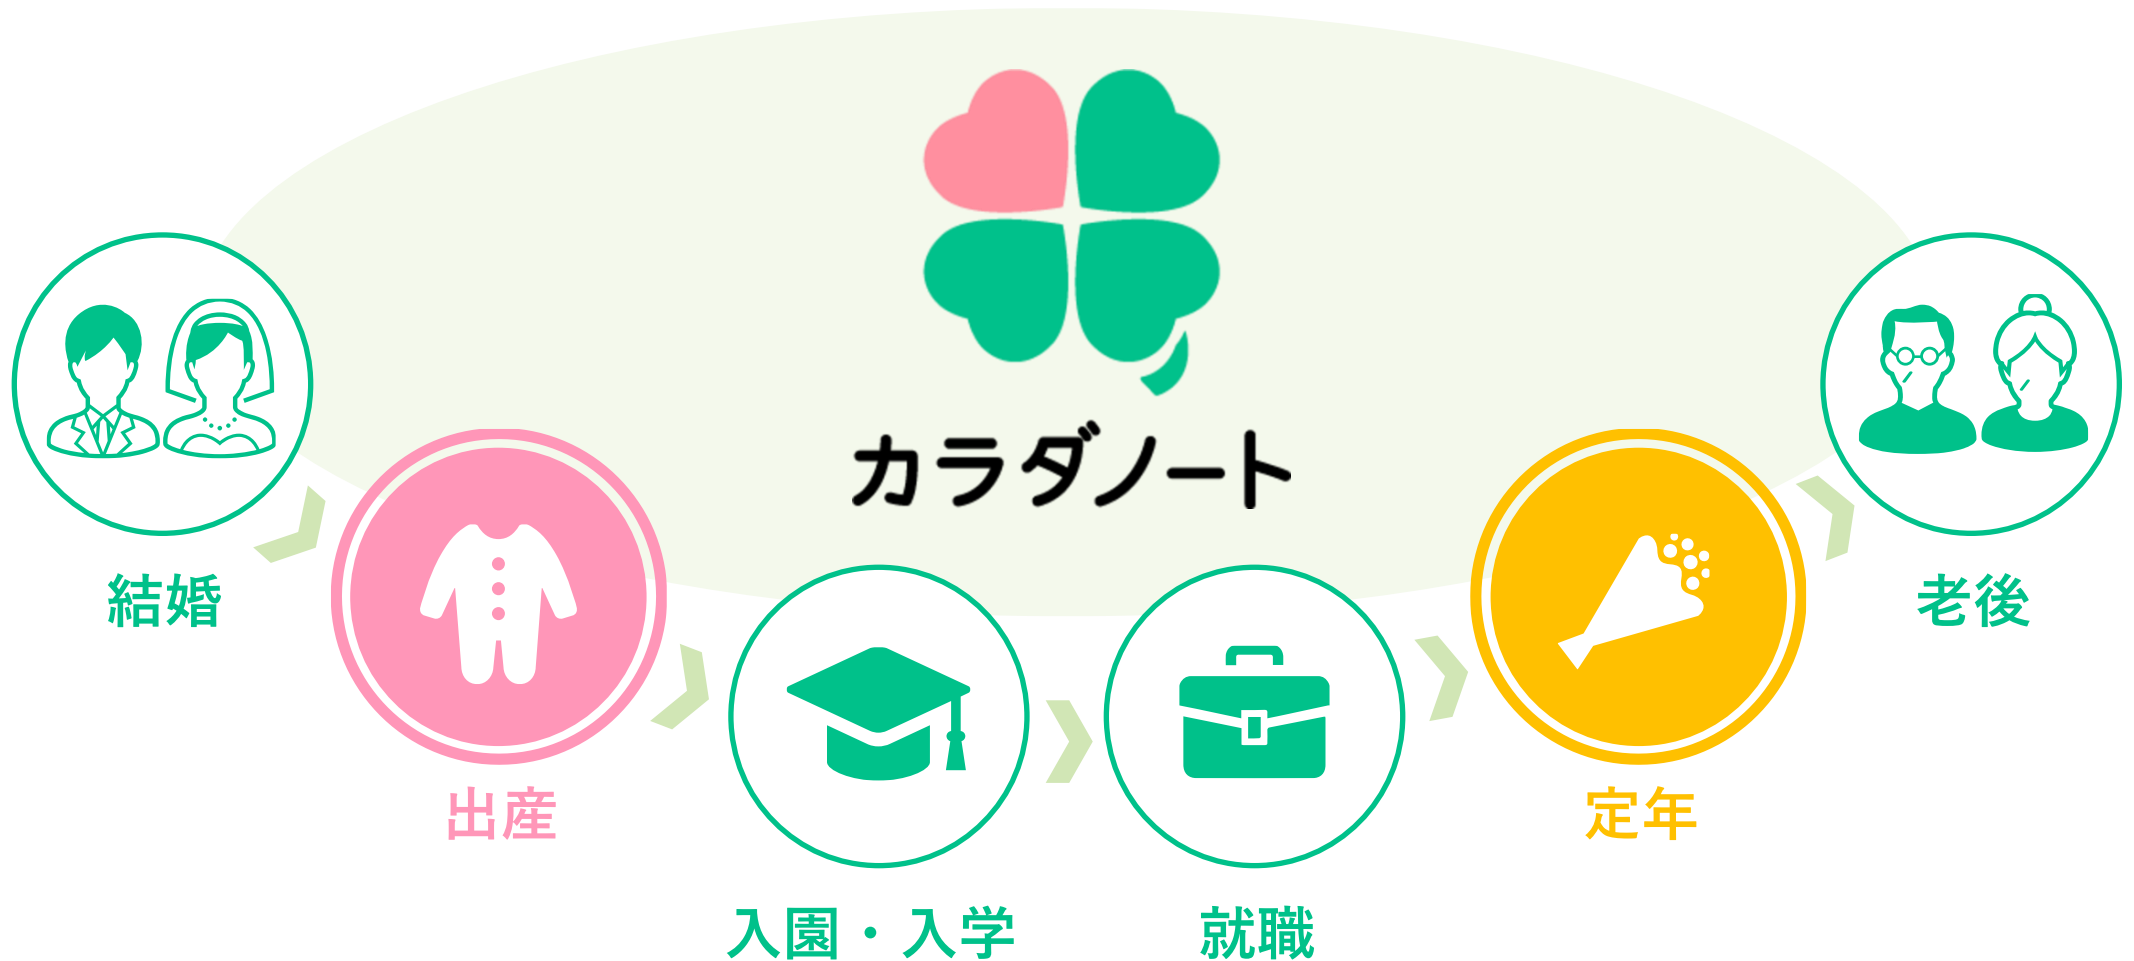 カラダノート
結婚
出産
入園・入学
就職
定年
老後